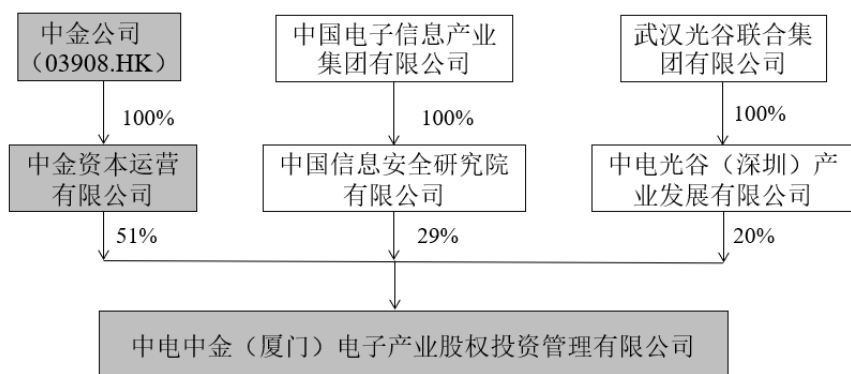 中金公司
（03908.HK）
中国电子信息产业
集团有限公司
武汉光谷联合集
团有限公司
100%
100%
100%
中金资本运营
有限公司
中国信息安全研究院
有限公司
中电光谷（深圳）产
业发展有限公司
51%
29%
20%
中电中金（厦门）电子产业股权投资管理有限公司